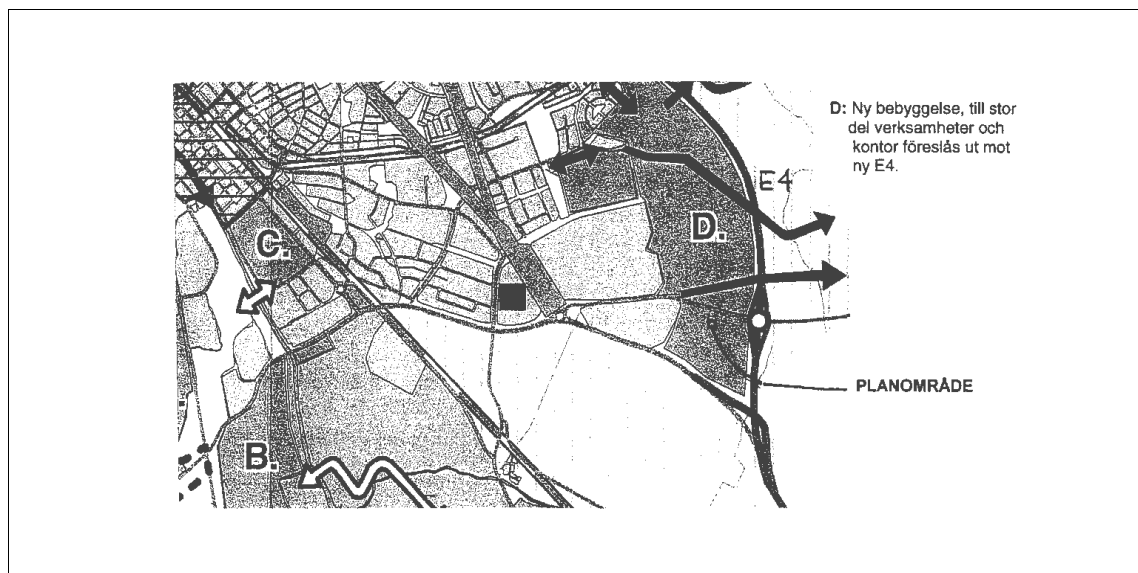 D: Ny bebyggelse, till stor
del verksamheter och
kontor föreslås ut mot
ny E4.
E4
D.
C.
PLANOMRÅDE
B.